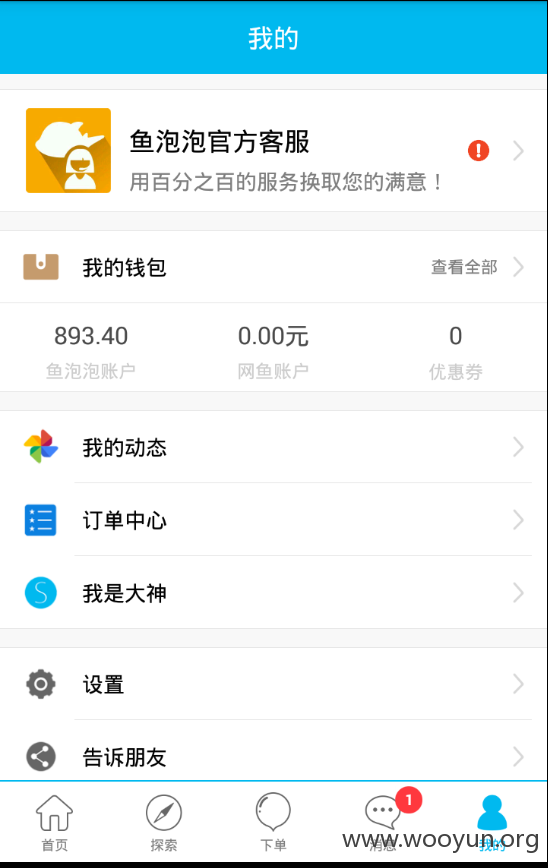 我的
鱼泡泡官方客服
用百分之百的服务换取您的满意！
我的钱包
查看全部
893.40
0.00元
0
鱼泡泡账户
网鱼账户
优惠券
我的动态
订单中心
我是大神
设置
告诉朋友
1
首页
探索
下单
消息
我的
www.wooyun.org